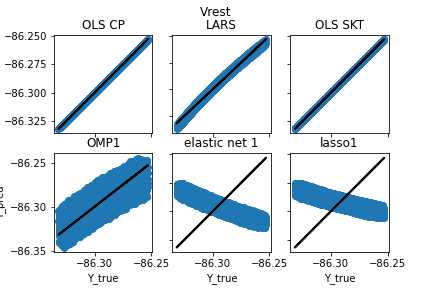 Vrest
OLS CP
LARS
OLS SKT
−86.250
−86.275
−86.300
−86.325
OMP1
elastic net 1
lasso1
−86.25
−86.30
−86.35
−86.30
−86.25
−86.30
−86.25
−86.30
−86.25
Y_true
Y_true
Y_true